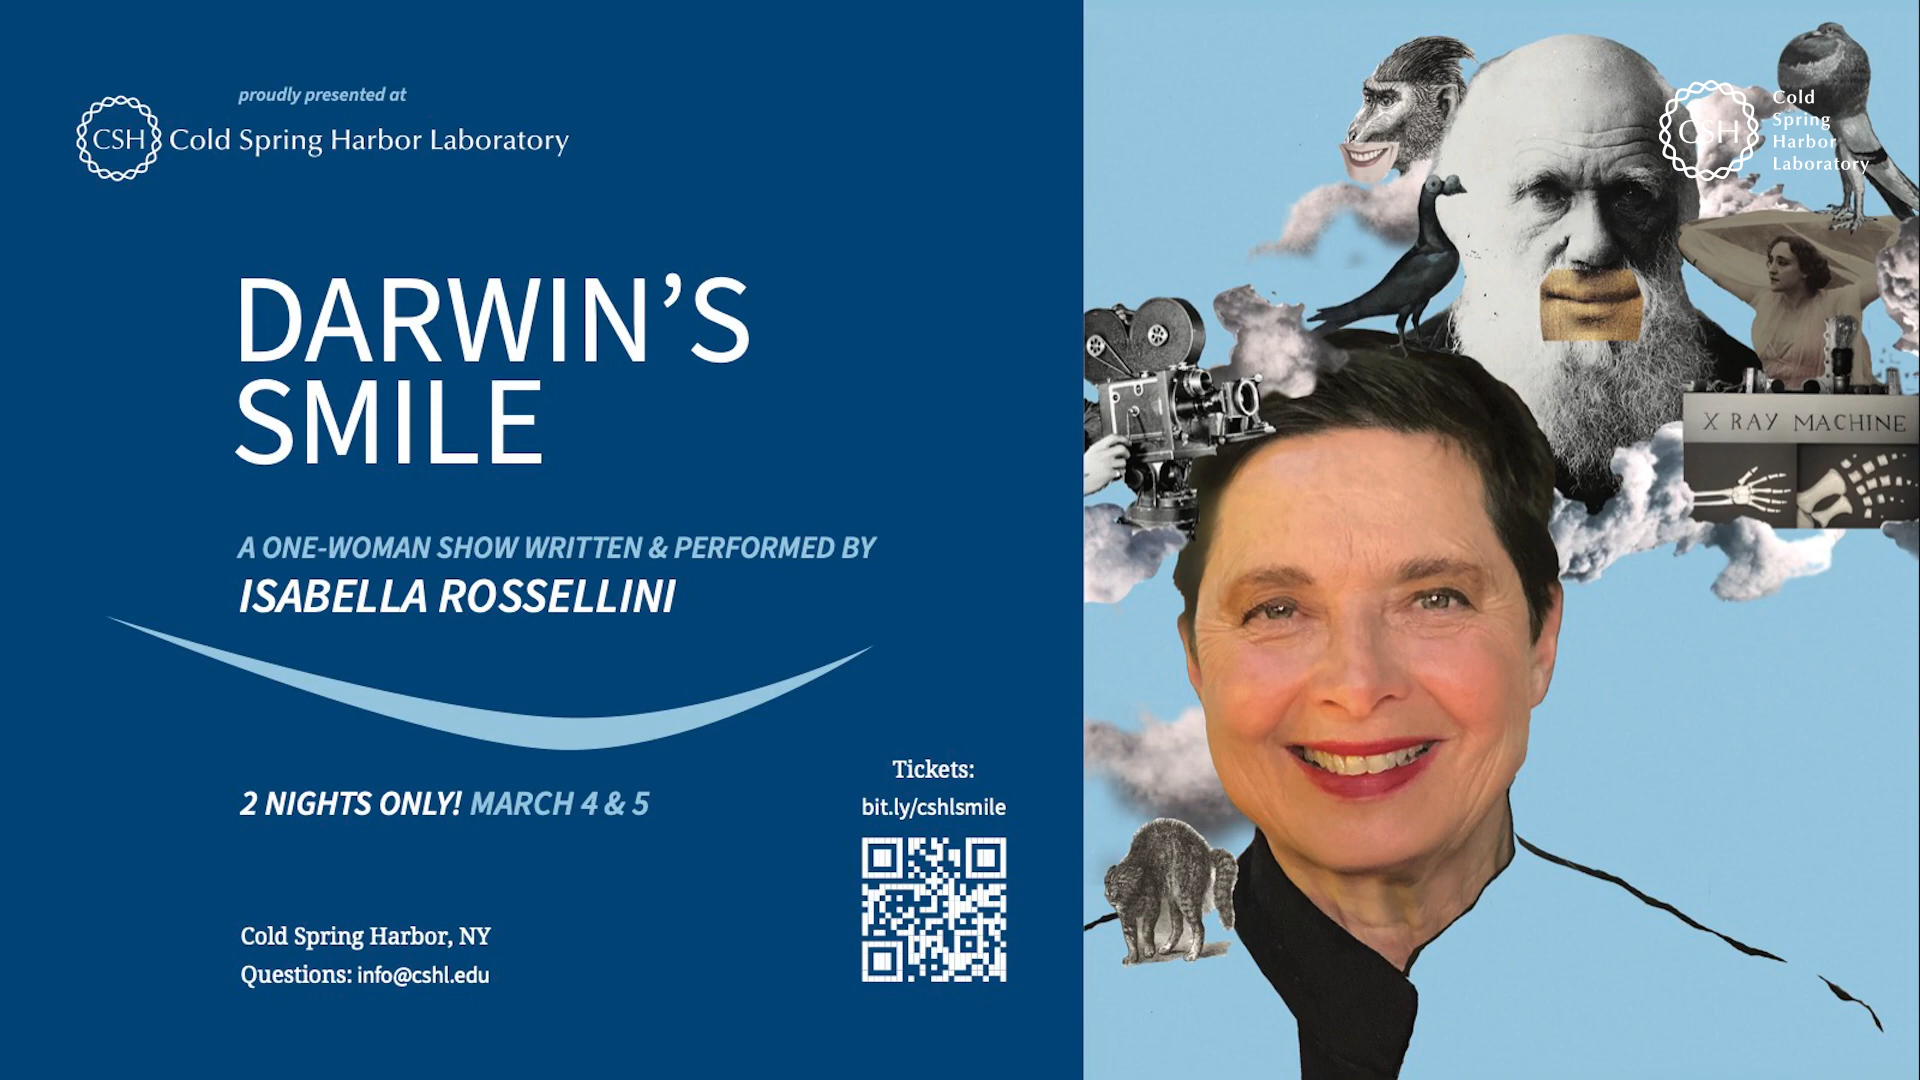 proudly presented at
CSH Cold Spring Harbor Laboratory
DARWIN’S
SMILE
A ONE-WOMAN SHOW WRITTEN & PERFORMED BY
ISABELLA ROSSELLINI
2 NIGHTS ONLY! MARCH 4 & 5
Tickets:
bit.ly/cshlsmile
Cold Spring Harbor, NY
Questions: info@cshl.edu
CSH
Cold
Spring
Harbor
Laboratory
X RAY MACHINE